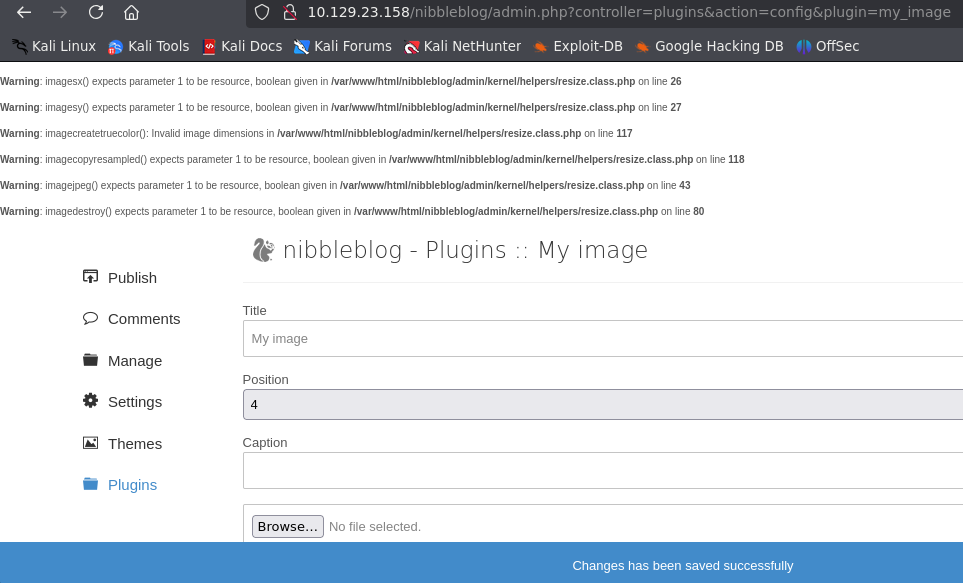 10.129.23.158/nibbleblog/admin.php?controller=plugins&action=config&plugin=my_image
Kali Linux Kali Tools Kali Docs Kali Forums Kali NetHunter Exploit-DB Google Hacking DB OffSec
Warning: imagesx() expects parameter 1 to be resource, boolean given in /var/www/html/nibbleblog/admin/kernel/helpers/resize.class.php on line 26
Warning: imagesy() expects parameter 1 to be resource, boolean given in /var/www/html/nibbleblog/admin/kernel/helpers/resize.class.php on line 27
Warning: imagecreatetruecolor(): Invalid image dimensions in /var/www/html/nibbleblog/admin/kernel/helpers/resize.class.php on line 117
Warning: imagecopyresampled() expects parameter 1 to be resource, boolean given in /var/www/html/nibbleblog/admin/kernel/helpers/resize.class.php on line 118
Warning: imagejpeg() expects parameter 1 to be resource, boolean given in /var/www/html/nibbleblog/admin/kernel/helpers/resize.class.php on line 43
Warning: imagedestroy() expects parameter 1 to be resource, boolean given in /var/www/html/nibbleblog/admin/kernel/helpers/resize.class.php on line 80
nibbleblog - Plugins :: My image
Publish
Comments
Manage
Settings
Themes
Plugins
Title
My image
Position
4
Caption
Browse... No file selected.
Changes has been saved successfully